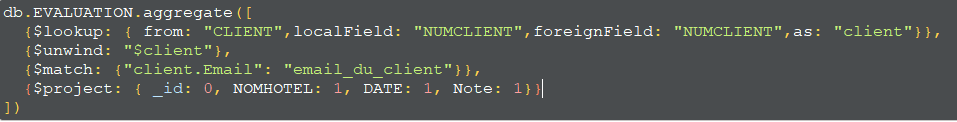 db.EVALUATION.aggregate([
{$lookup: { from: "CLIENT",localField: "NUMCLIENT",foreignField: "NUMCLIENT",as: "client"}},
{$unwind: "$client"},
{$match: {"client.Email": "email_du_client"}},
{$project: { _id: 0, NOMHOTEL: 1, DATE: 1, Note: 1}}
])